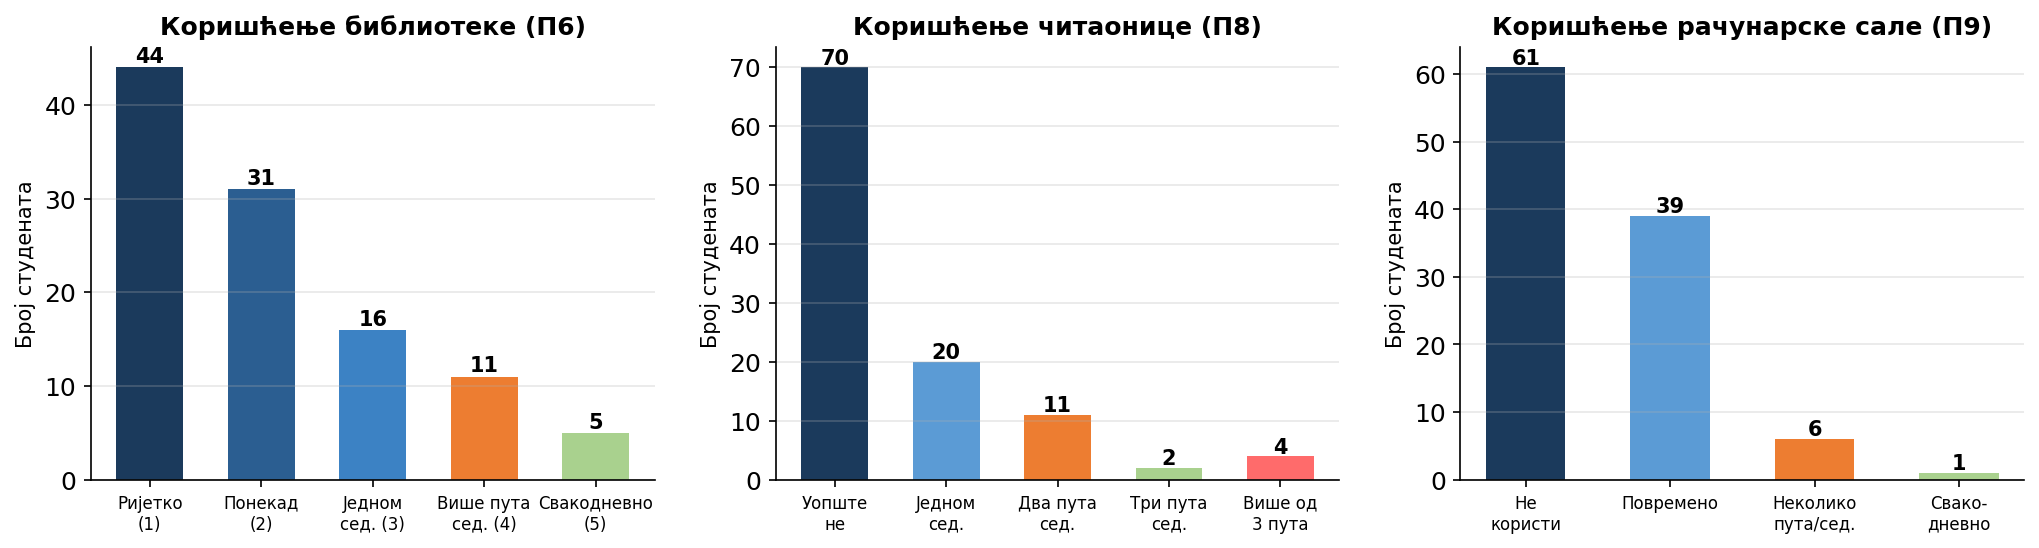 Коришћење библиотеке (П6)
Број студената
40
30
20
10
0
44
31
16
11
5
Ријетко
(1)
Понекад
(2)
Једном
сед. (3)
Више пута
сед. (4)
Свакодневно
(5)
Коришћење читаонице (П8)
Број студената
70
60
50
40
30
20
10
0
70
20
11
2
4
Уопште
не
Једном
сед.
Два пута
сед.
Три пута
сед.
Више од
3 пута
Коришћење рачунарске сале (П9)
Број студената
60
50
40
30
20
10
0
61
39
6
1
Не
користи
Повремено
Неколико
пута/сед.
Свако-
дневно